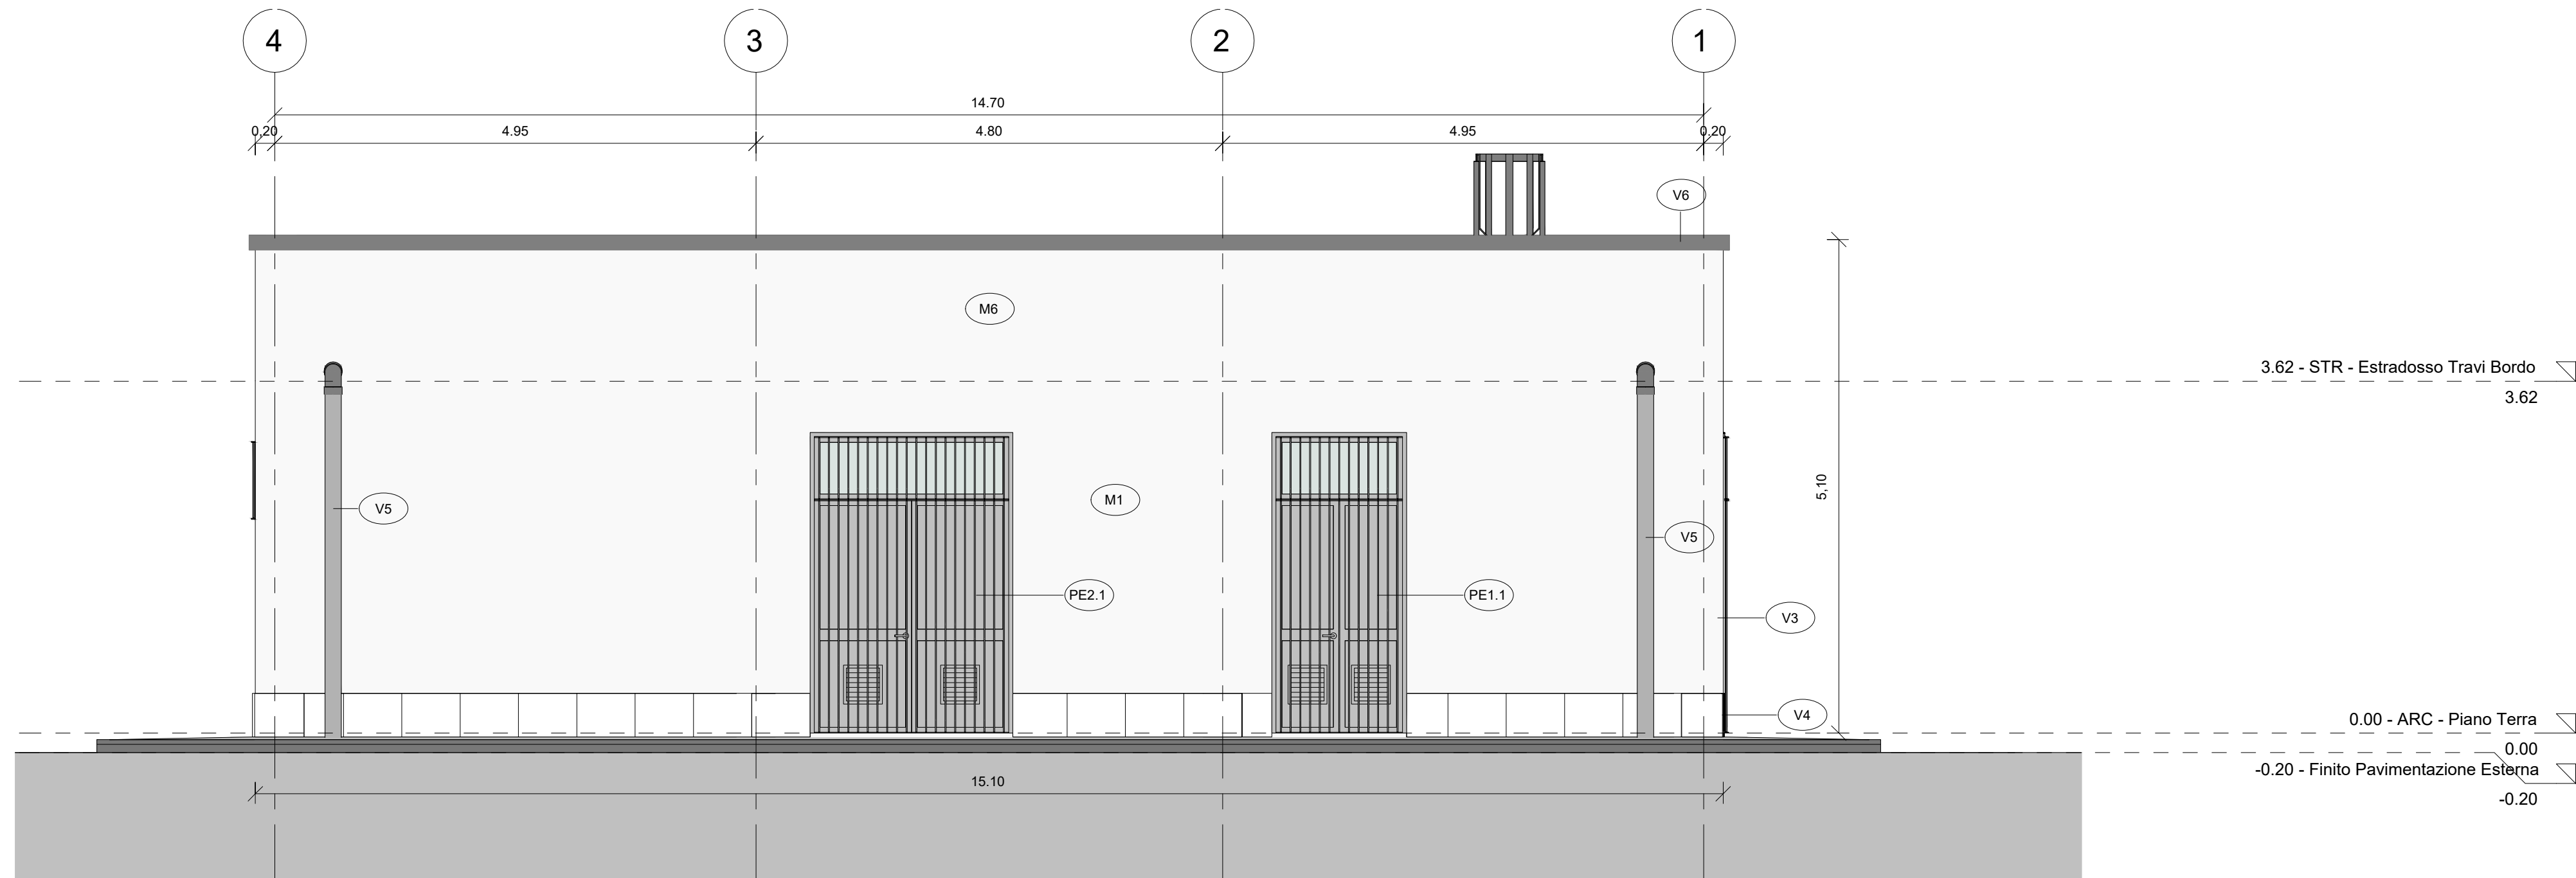 4 3 2 1
14.70
0,20 4.95 4.80 4.95 0.20
V6
M6
3.62 - STR - Estradosso Travi Bordo
3.62
5,10
M1
V5
V5
PE2.1
PE1.1
V3
V4
0.00 - ARC - Piano Terra
0.00
-0.20 - Finito Pavimentazione Esterna
15.10
-0.20